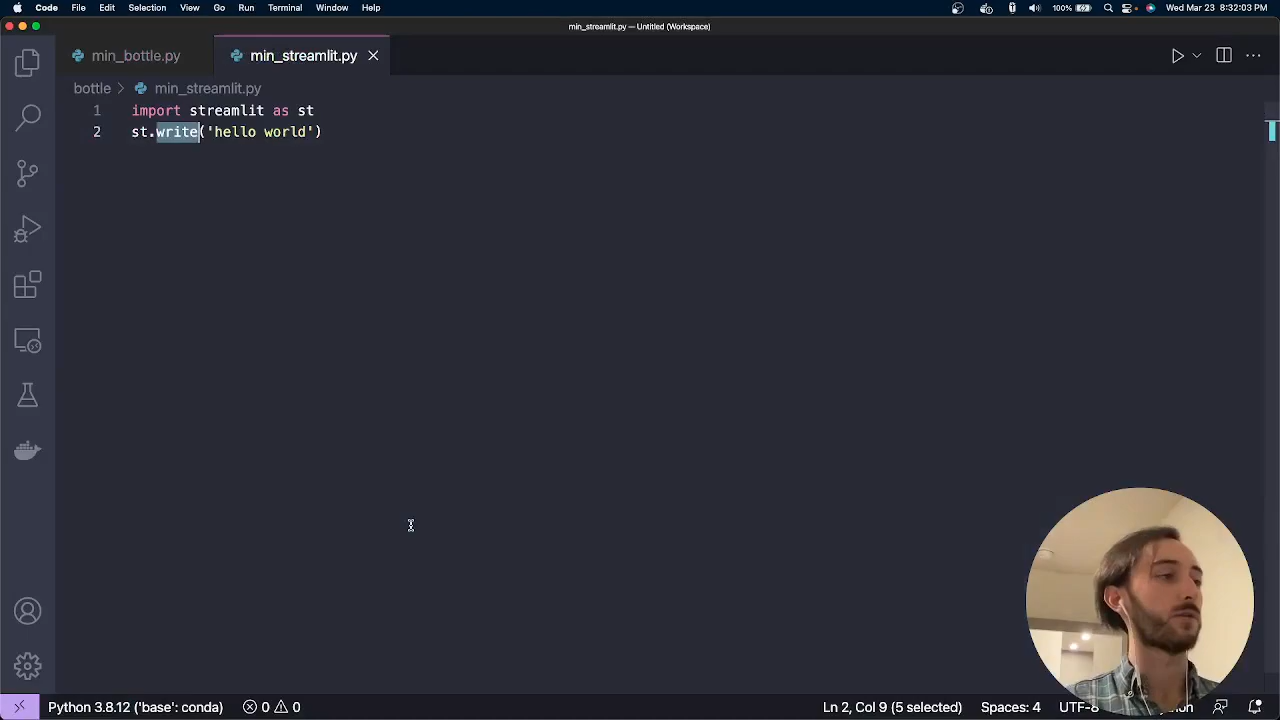 Code File Edit Selection View Go Run Terminal Window Help 100% Wed Mar 23 8:32:03 PM
min_streamlit.py — Untitled (Workspace)
min_bottle.py min_streamlit.py
bottle > min_streamlit.py
1 import streamlit as st
2 st.write('hello world')
Python 3.8.12 ('base': conda) 0 0 Ln 2, Col 9 (5 selected) Spaces: 4